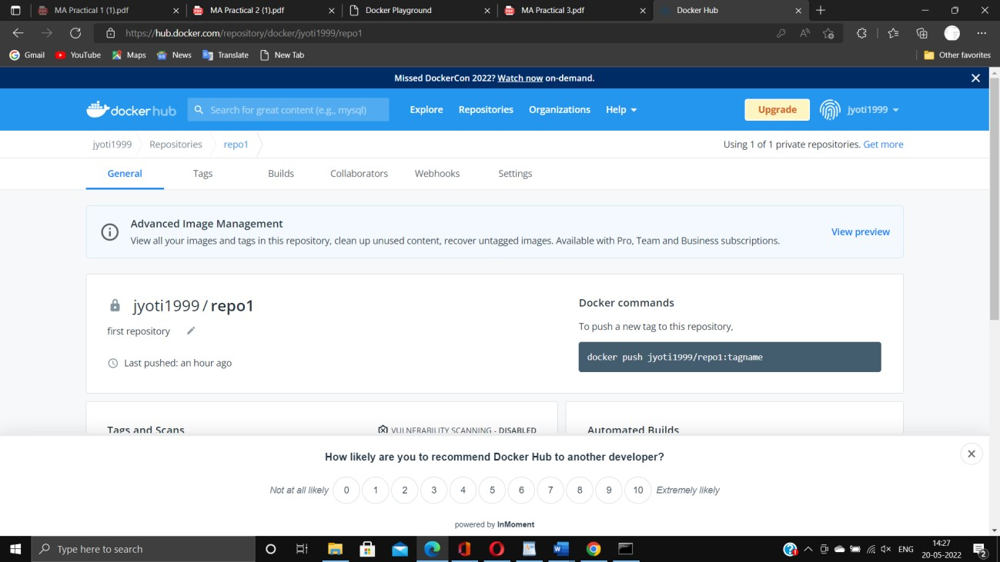 MA Practical 1 (1).pdf
MA Practical 2 (1).pdf
Docker Playground
MA Practical 3.pdf
Docker Hub
https://hub.docker.com/repository/docker/jyoti1999/repo1
Gmail
YouTube
Maps
News
Translate
New Tab
Other favorites
Missed DockerCon 2022? Watch now on-demand.
dockerhub
Search for great content (e.g., mysql)
Explore
Repositories
Organizations
Help
Upgrade
jyoti1999
jyoti1999
Repositories
repo1
Using 1 of 1 private repositories. Get more
General
Tags
Builds
Collaborators
Webhooks
Settings
Advanced Image Management
View all your images and tags in this repository, clean up unused content, recover untagged images. Available with Pro, Team and Business subscriptions.
View preview
jyoti1999 / repo1
first repository
Last pushed: an hour ago
Docker commands
To push a new tag to this repository,
docker push jyoti1999/repo1:tagname
Tags and Scans
VULNERABILITY SCANNING - DISABLED
Automated Builds
How likely are you to recommend Docker Hub to another developer?
Not at all likely 0 1 2 3 4 5 6 7 8 9 10 Extremely likely
powered by InMoment
Type here to search
ENG
14:27
20-05-2022
2